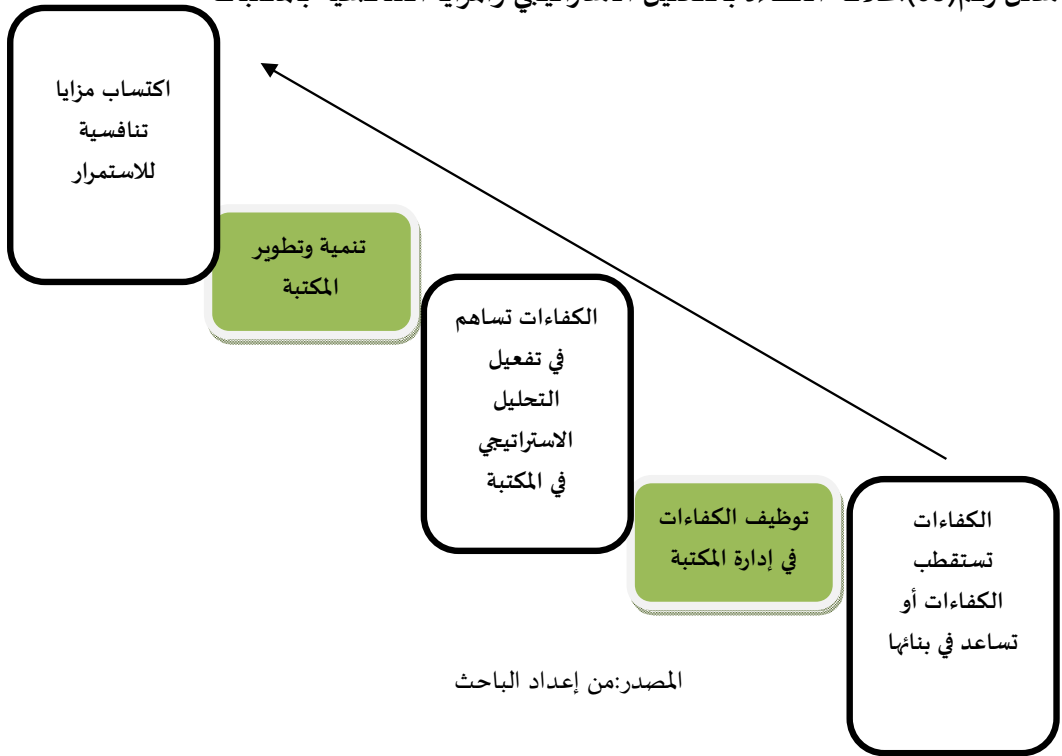 اكتساب مزايا
تنافسية
للاستمرار
تنمية وتطوير
المكتبة
الكفاءات تساهم
في تفعيل
التحليل
الاستراتيجي
في المكتبة
توظيف الكفاءات
في إدارة المكتبة
الكفاءات
تستقطب
الكفاءات أو
تساعد في بنائها
المصدر:من إعداد الباحث